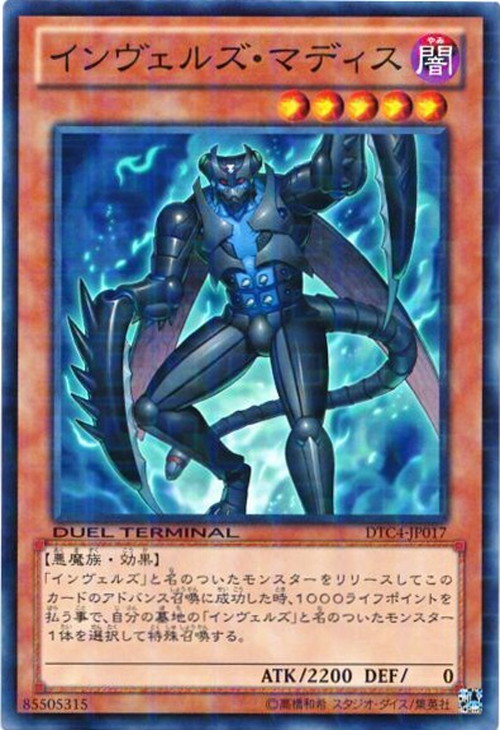 インヴェルズ・マディス
闇
やみ
DUEL TERMINAL
DTC4-JP017
【悪魔族・効果】
「インヴェルズ」と名のついたモンスターをリリースしてこの
カードのアドバンス召喚に成功した時、1000ライフポイントを
払う事で、自分の墓地の「インヴェルズ」と名のついたモンスター
1体を選択して特殊召喚する。
ATK/2200 DEF/ 0
85505315
©高橋和希 スタジオ・ダイス/集英社